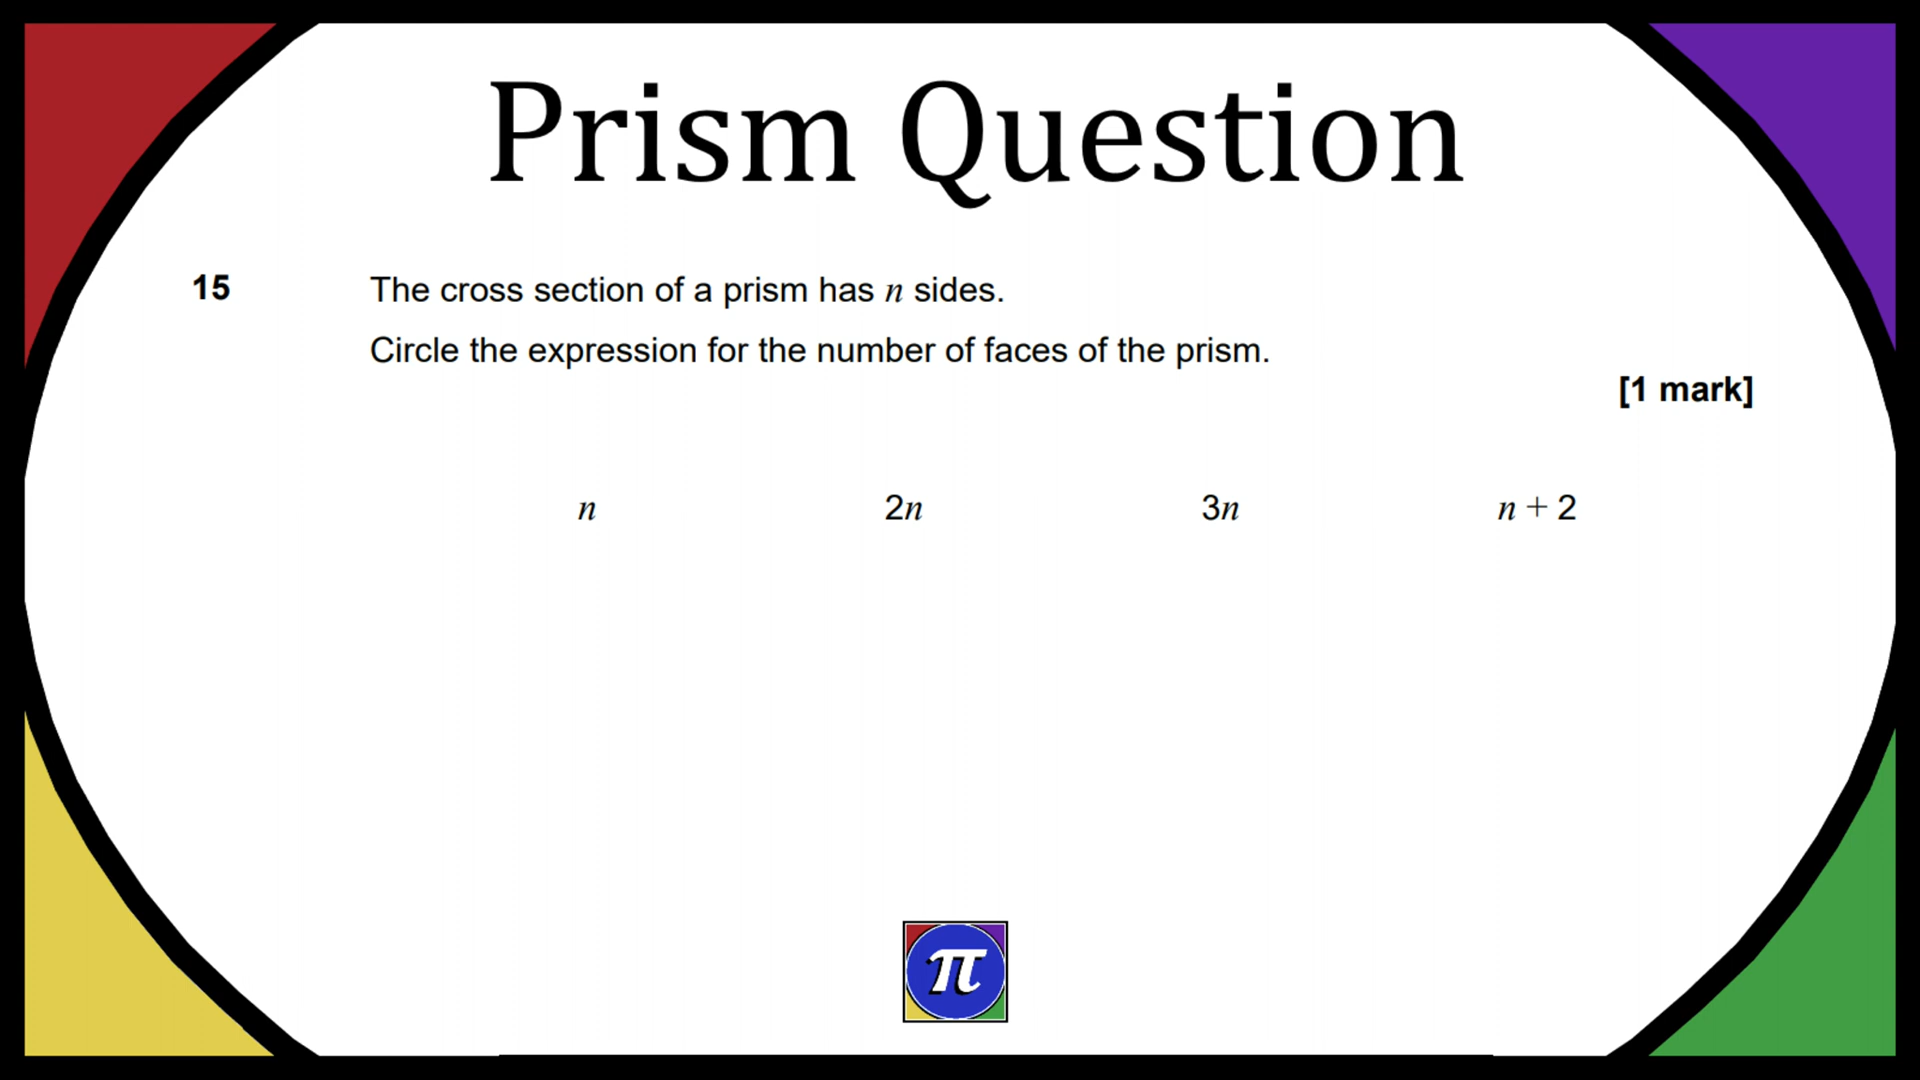 Prism Question
15 The cross section of a prism has n sides.
Circle the expression for the number of faces of the prism.
[1 mark]
n 2n 3n n + 2
π